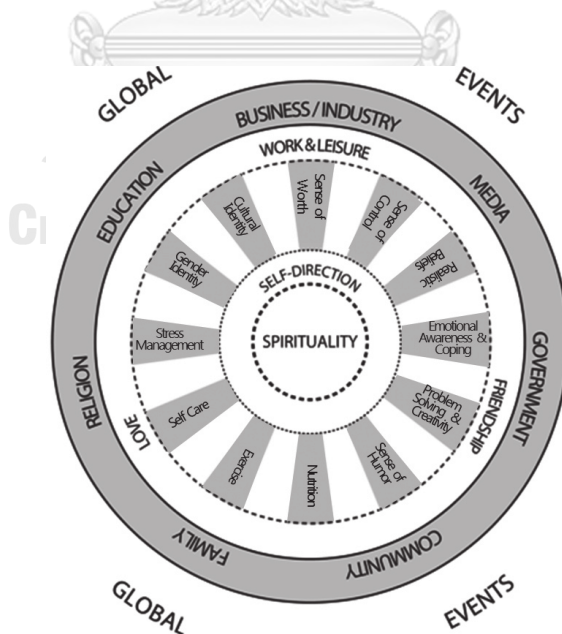 GLOBAL
EVENTS
BUSINESS / INDUSTRY
EDUCATION
MEDIA
WORK & LEISURE
Sense of
Worth
Cultural
Identity
Sense of
Control
Gender
Identity
Realistic
Beliefs
SELF-DIRECTION
Stress
Management
SPIRITUALITY
Emotional
Awareness &
Coping
GOVERNMENT
RELIGION
LOVE
Self Care
Problem
Solving &
Creativity
FRIENDSHIP
Exercise
Nutrition
Sense of
Humor
FAMILY
COMMUNITY
GLOBAL
EVENTS